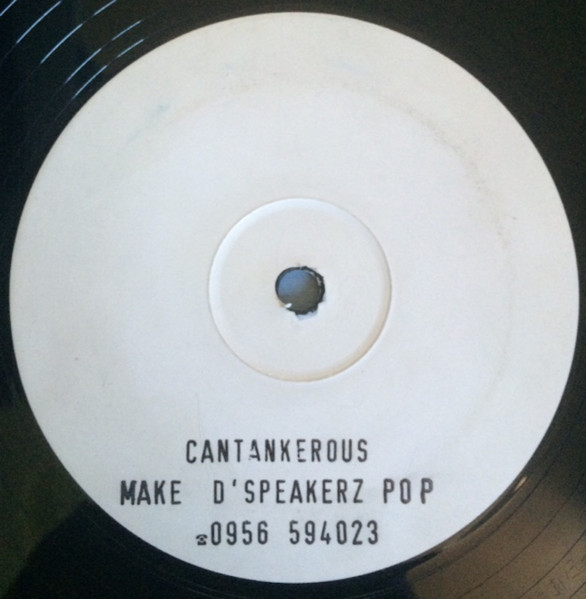 CANTANKEROUS
MAKE D'SPEAKERZ POP
☎0956 594023